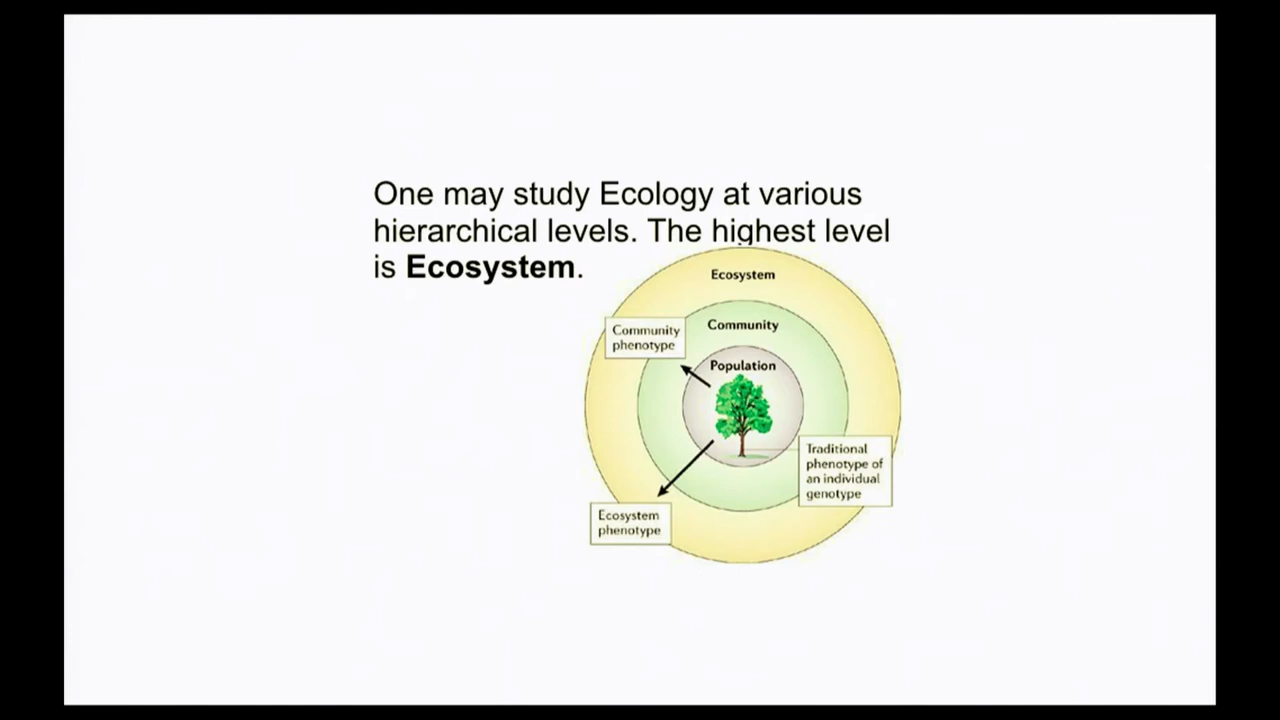 One may study Ecology at various
hierarchical levels. The highest level
is Ecosystem.
Ecosystem
Community
phenotype
Community
Population
Traditional
phenotype of
an individual
genotype
Ecosystem
phenotype